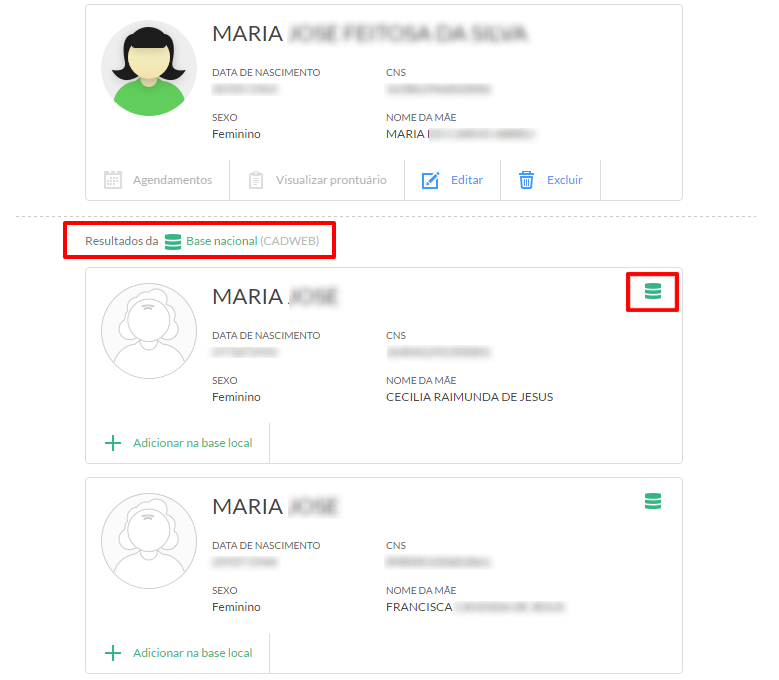 MARIA
DATA DE NASCIMENTO CNS
SEXO NOME DA MÃE
Feminino MARIA
Agendamentos Visualizar prontuário Editar Excluir
Resultados da Base nacional (CADWEB)
MARIA
DATA DE NASCIMENTO CNS
SEXO NOME DA MÃE
Feminino CECILIA RAIMUNDA DE JESUS
Adicionar na base local
MARIA
DATA DE NASCIMENTO CNS
SEXO NOME DA MÃE
Feminino FRANCISCA
Adicionar na base local